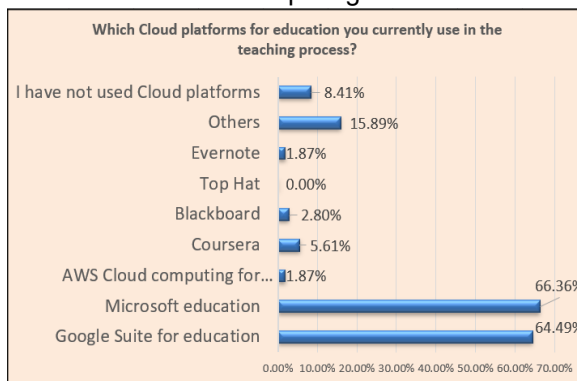 Which Cloud platforms for education you currently use in the
teaching process?
I have not used Cloud platforms 8.41%
Others 15.89%
Evernote 1.87%
Top Hat 0.00%
Blackboard 2.80%
Coursera 5.61%
AWS Cloud computing for... 1.87%
Microsoft education 66.36%
Google Suite for education 64.49%
0.00% 10.00% 20.00% 30.00% 40.00% 50.00% 60.00% 70.00%